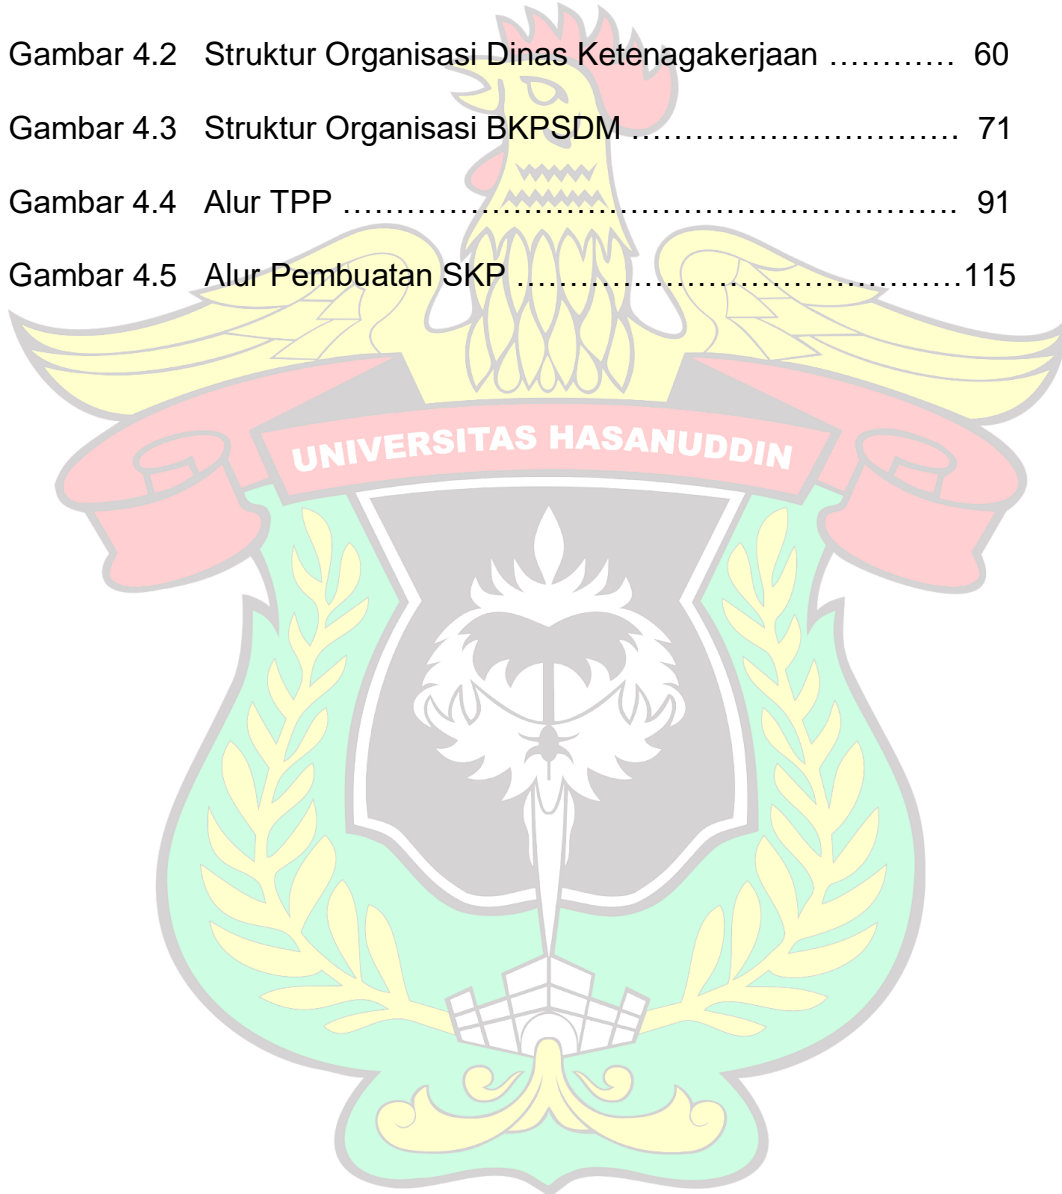 Gambar 4.2 Struktur Organisasi Dinas Ketenagakerjaan ………… 60
Gambar 4.3 Struktur Organisasi BKPSDM ………………………… 71
Gambar 4.4 Alur TPP …………………………………………………. 91
Gambar 4.5 Alur Pembuatan SKP ……………………………………115
UNIVERSITAS HASANUDDIN